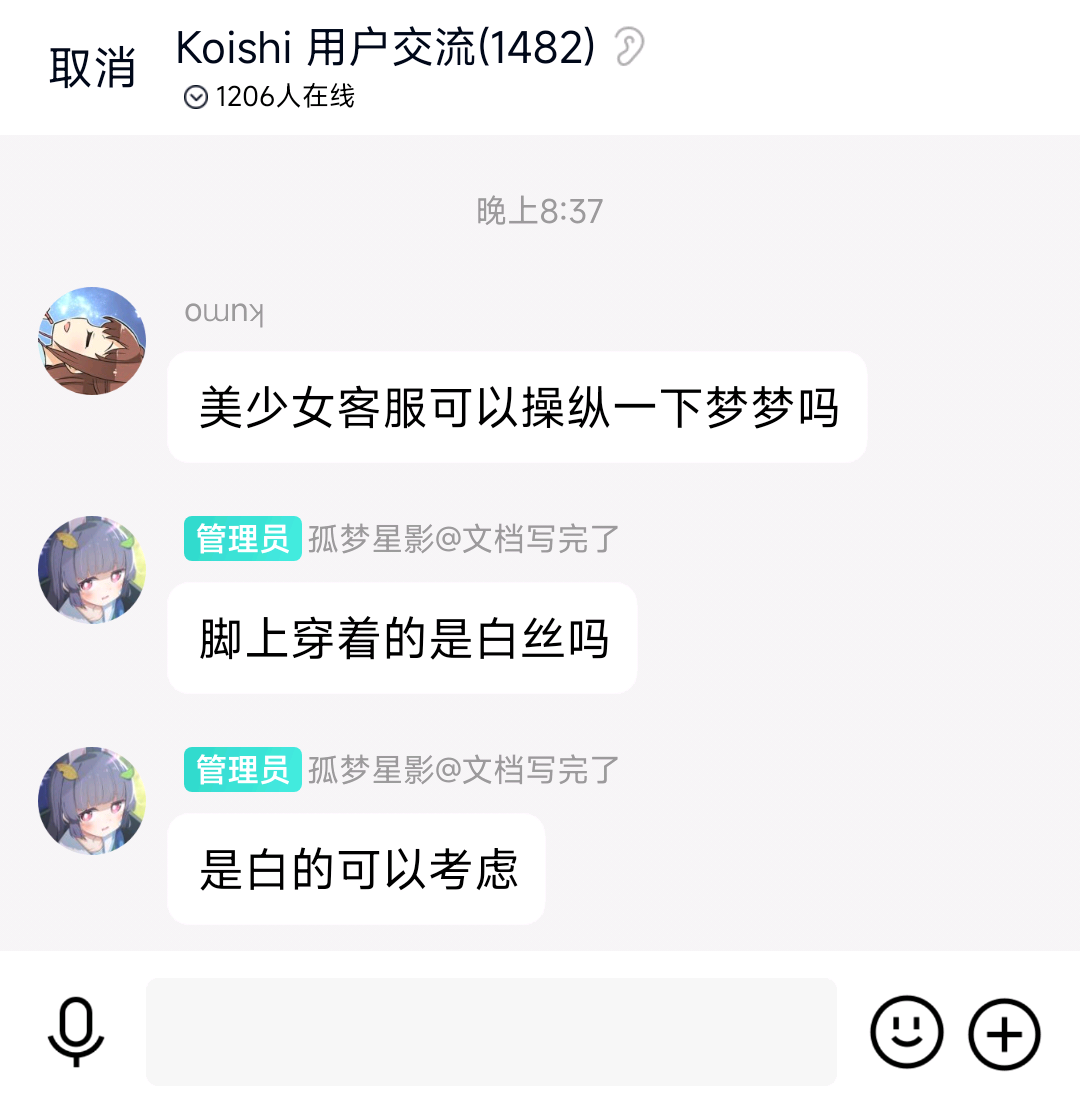 取消
Koishi 用户交流(1482)
1206人在线
晚上8:37
oɯnʞ
美少女客服可以操纵一下梦梦吗
管理员 孤梦星影@文档写完了
脚上穿着的是白丝吗
管理员 孤梦星影@文档写完了
是白的可以考虑